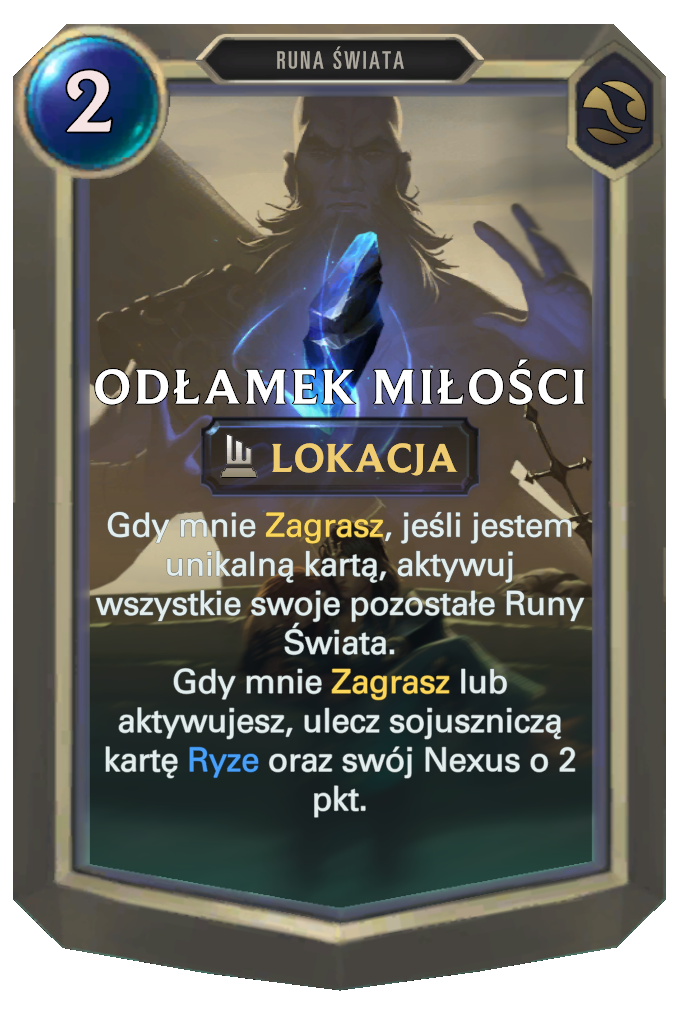 RUNA ŚWIATA
2
ODŁAMEK MIŁOŚCI
LOKACJA
Gdy mnie Zagrasz, jeśli jestem
unikalną kartą, aktywuj
wszystkie swoje pozostałe Runy
Świata.
Gdy mnie Zagrasz lub
aktywujesz, ulecz sojuszniczą
kartę Ryze oraz swój Nexus o 2
pkt.